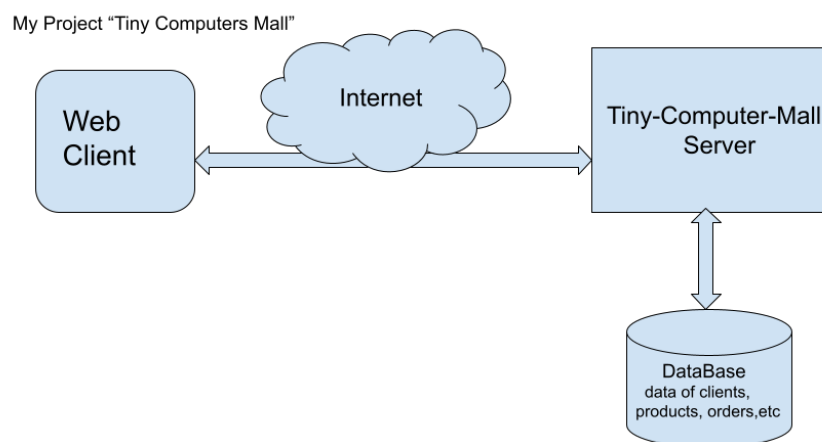 My Project “Tiny Computers Mall”
Internet
Web
Client
Tiny-Computer-Mall
Server
DataBase
data of clients,
products, orders,etc